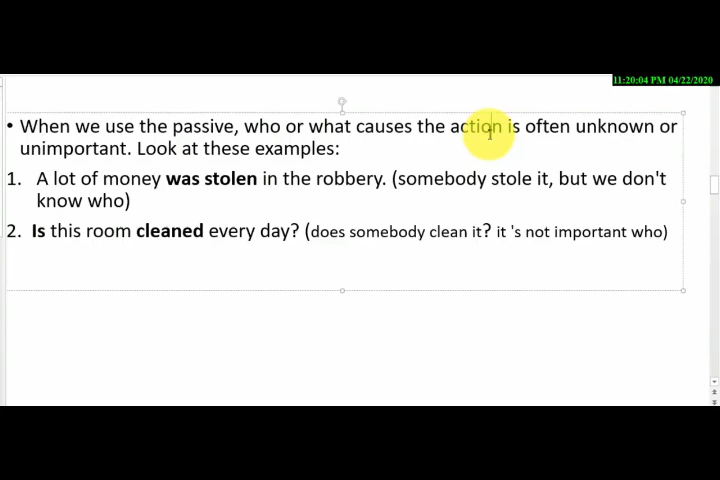 11:20:04 PM 04/22/2020
• When we use the passive, who or what causes the action is often unknown or
unimportant. Look at these examples:
1. A lot of money was stolen in the robbery. (somebody stole it, but we don't
know who)
2. Is this room cleaned every day? (does somebody clean it? it 's not important who)